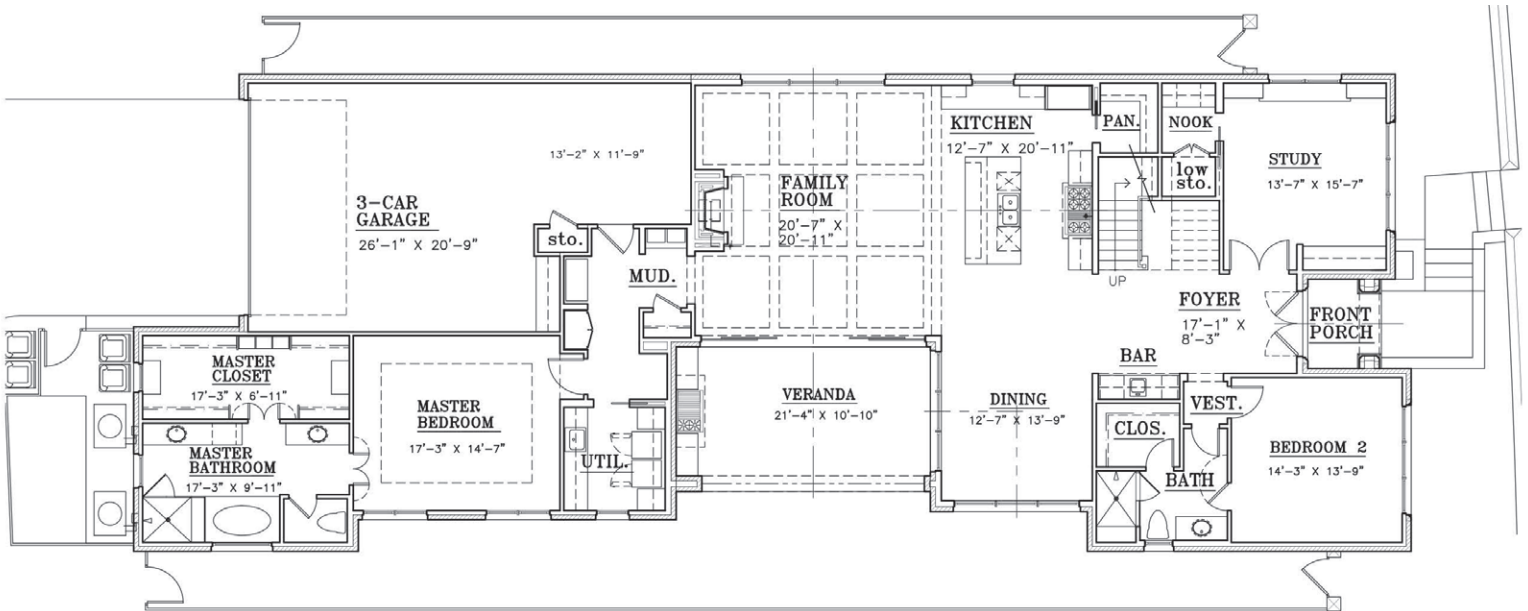 3-CAR
GARAGE
26'-1" X 20'-9"
13'-2" X 11'-9"
sto.
MUD.
FAMILY
ROOM
20'-7" X
20'-11"
KITCHEN
12'-7" X 20'-11"
PAN.
NOOK
low
sto.
UP
STUDY
13'-7" X 15'-7"
FOYER
17'-1" X
8'-3"
FRONT
PORCH
MASTER
CLOSET
17'-3" X 6'-11"
MASTER
BATHROOM
17'-3" X 9'-11"
MASTER
BEDROOM
17'-3" X 14'-7"
UTIL.
VERANDA
21'-4" X 10'-10"
DINING
12'-7" X 13'-9"
BAR
CLOS.
VEST.
BATH
BEDROOM 2
14'-3" X 13'-9"